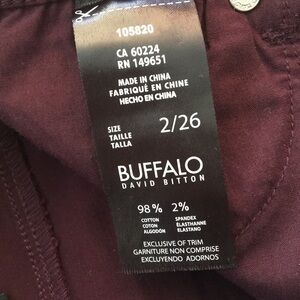 105820
CA 60224
RN 149651
MADE IN CHINA
FABRIQUÉ EN CHINE
HECHO EN CHINA
SIZE
TAILLE
TALLA
2/26
BUFFALO
DAVID BITTON
98% 2%
COTTON SPANDEX
COTON ÉLASTHANNE
ALGODÓN ELASTANO
EXCLUSIVE OF TRIM
GARNITURE NON COMPRISE
EXCLUYENDO ADORNOS